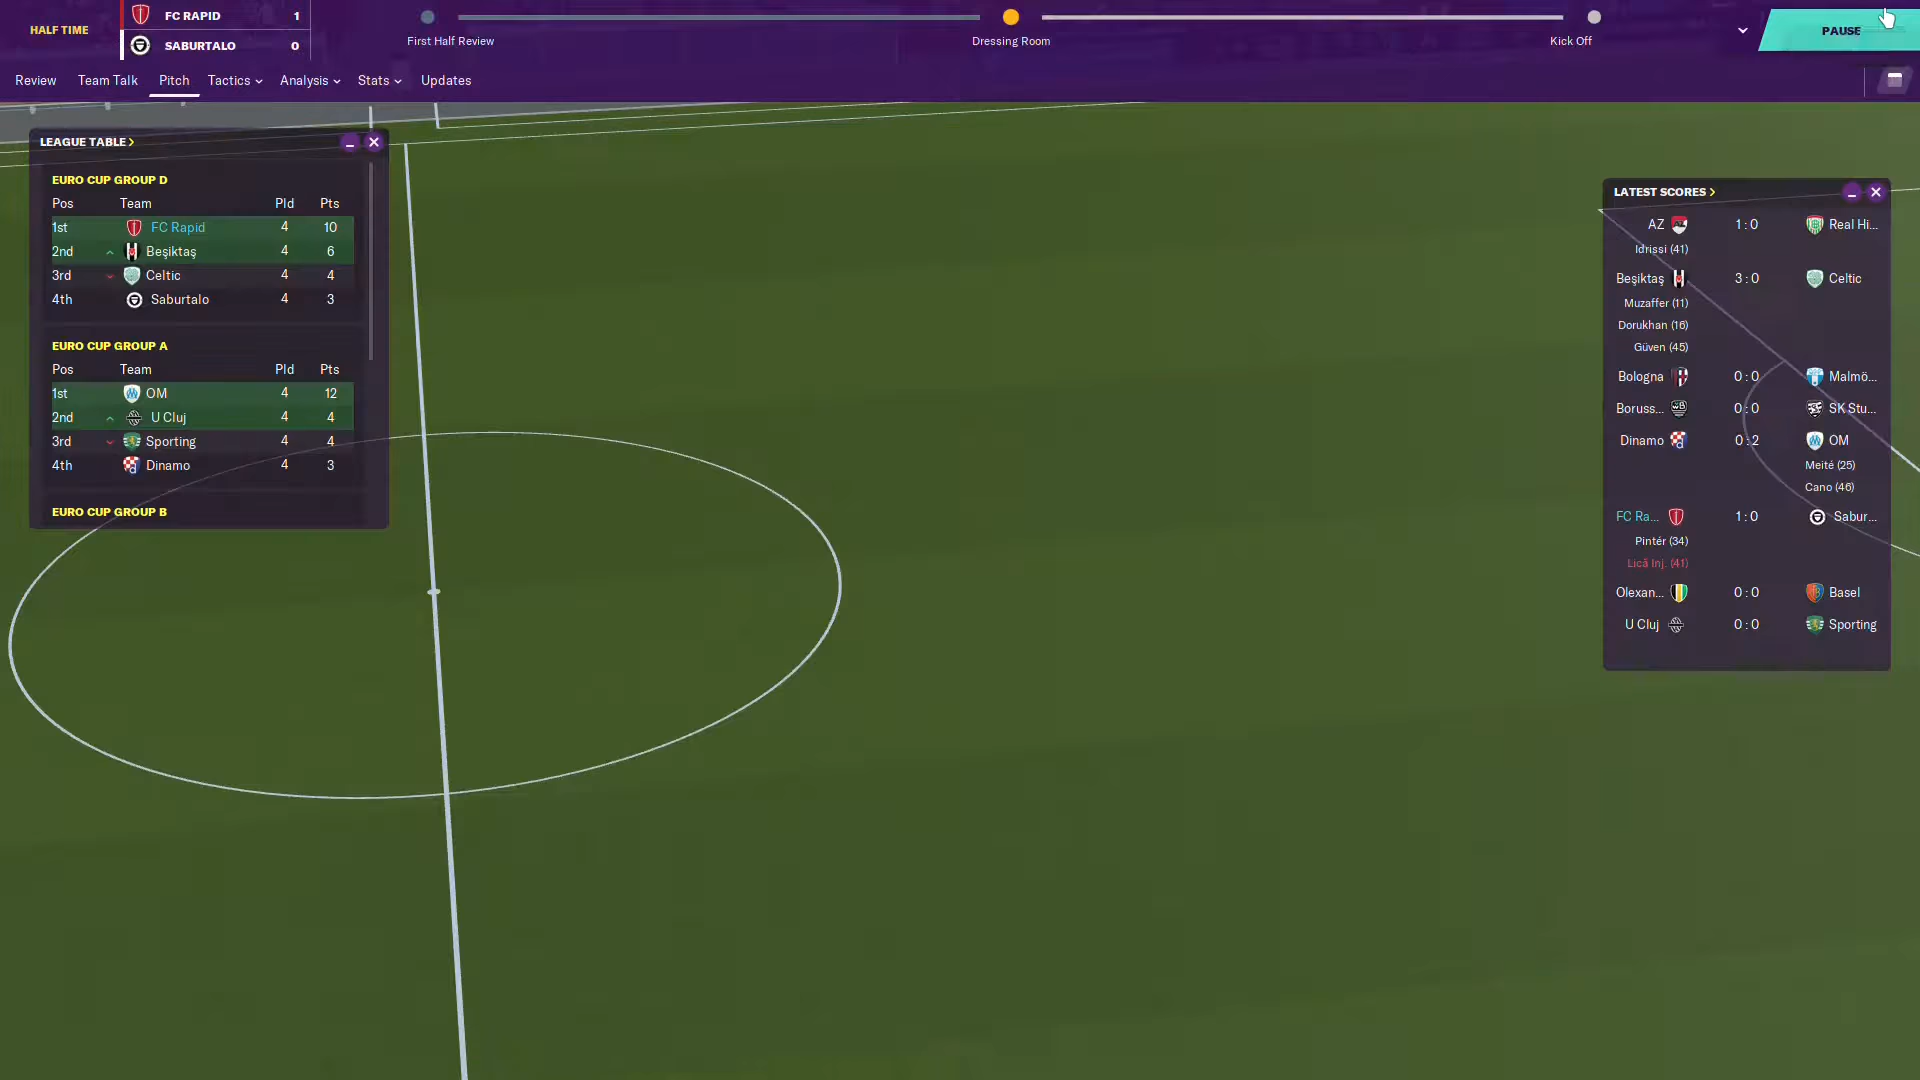 HALF TIME
FC RAPID 1
SABURTALO 0
First Half Review
Dressing Room
Kick Off
PAUSE
Review Team Talk Pitch Tactics Analysis Stats Updates
LEAGUE TABLE
EURO CUP GROUP D
Pos Team Pld Pts
1st FC Rapid 4 10
2nd Beşiktaş 4 6
3rd Celtic 4 4
4th Saburtalo 4 3
EURO CUP GROUP A
Pos Team Pld Pts
1st OM 4 12
2nd U Cluj 4 4
3rd Sporting 4 4
4th Dinamo 4 3
EURO CUP GROUP B
LATEST SCORES
AZ 1 : 0 Real Hi...
Idrissi (41)
Beşiktaş 3 : 0 Celtic
Muzaffer (11)
Dorukhan (16)
Güven (45)
Bologna 0 : 0 Malmö...
Boruss... 0 : 0 SK Stu...
Dinamo 0 : 2 OM
Meité (25)
Cano (46)
FC Ra... 1 : 0 Sabur...
Pintér (34)
Lică Inj. (41)
Olexan... 0 : 0 Basel
U Cluj 0 : 0 Sporting